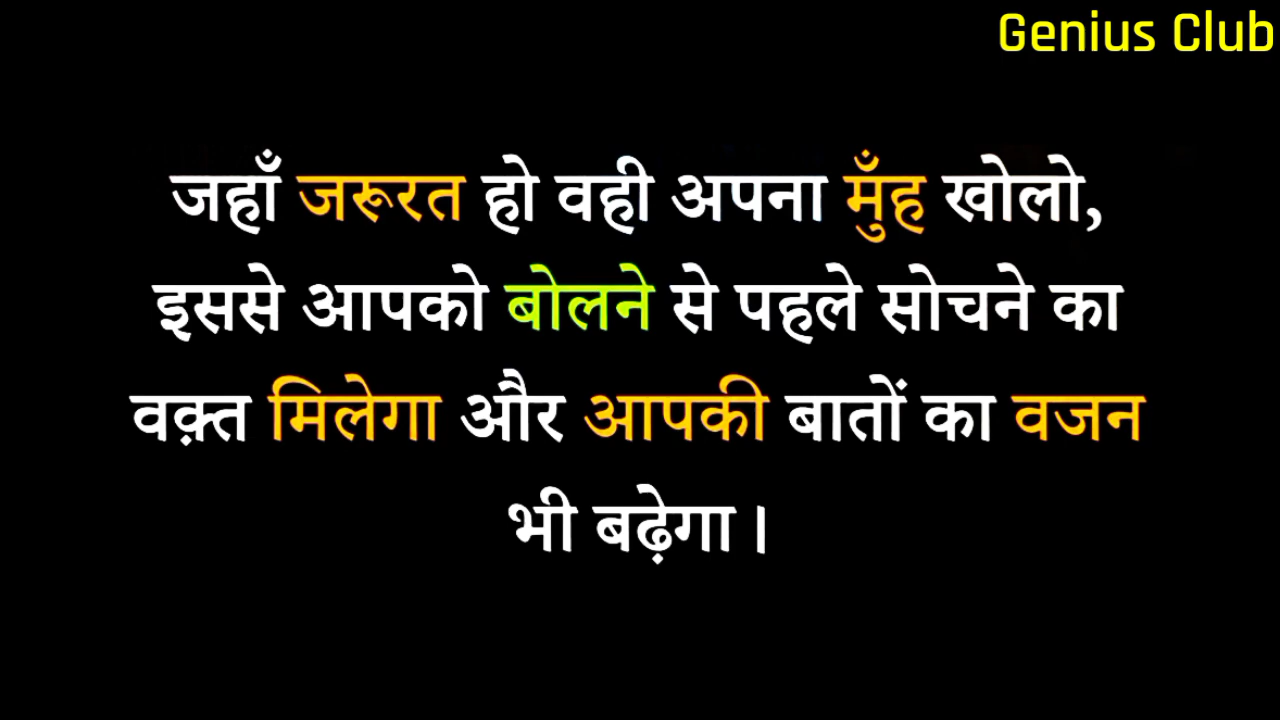 Genius Club
जहाँ जरूरत हो वही अपना मुँह खोलो,
इससे आपको बोलने से पहले सोचने का
वक़्त मिलेगा और आपकी बातों का वजन
भी बढ़ेगा।